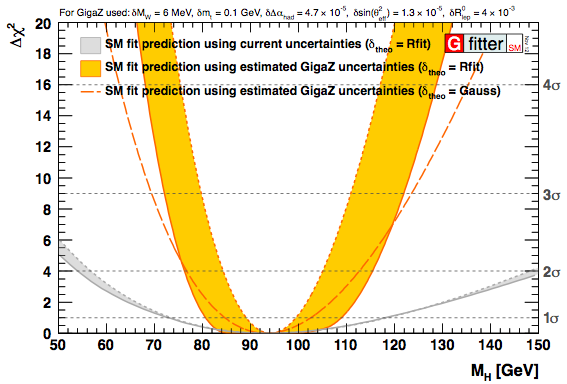 For GigaZ used: δM_W = 6 MeV, δm_t = 0.1 GeV, δΔα_had = 4.7 × 10⁻⁵, δsin(θ²_eff) = 1.3 × 10⁻⁵, δR⁰_lep = 4 × 10⁻³
Δχ²
SM fit prediction using current uncertainties (δ_theo = Rfit)
SM fit prediction using estimated GigaZ uncertainties (δ_theo = Rfit)
SM fit prediction using estimated GigaZ uncertainties (δ_theo = Gauss)
G fitter SM
20
18
16
14
12
10
8
6
4
2
0
4σ
3σ
2σ
1σ
50 60 70 80 90 100 110 120 130 140 150
M_H [GeV]